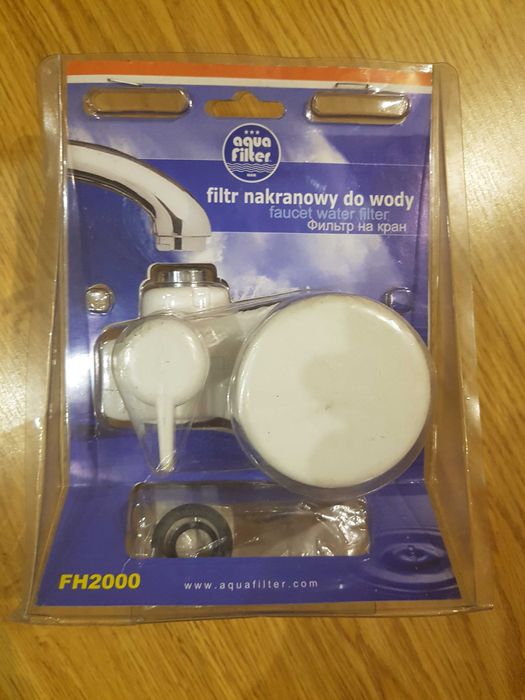 aqua
Filter
filtr nakranowy do wody
faucet water filter
Фильтр на кран
FH2000
www.aquafilter.com